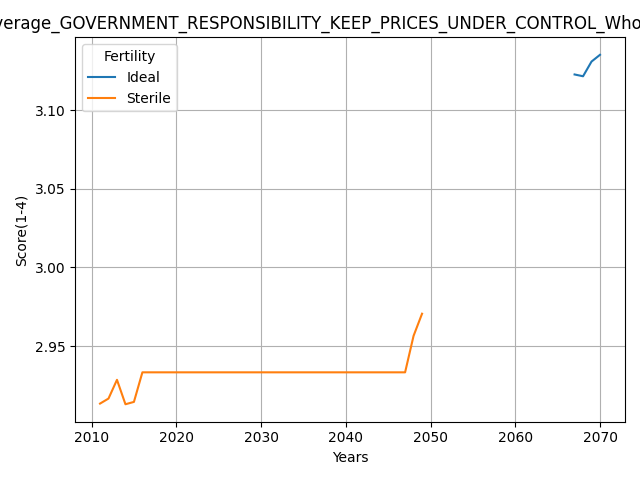 verage_GOVERNMENT_RESPONSIBILITY_KEEP_PRICES_UNDER_CONTROL_Who
Fertility
Ideal
Sterile
3.10
3.05
3.00
2.95
Score(1-4)
2010 2020 2030 2040 2050 2060 2070
Years